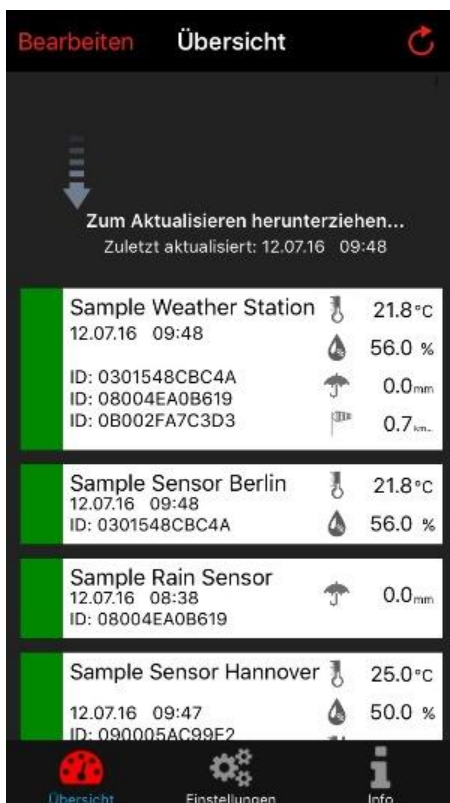 Bearbeiten Übersicht
Zum Aktualisieren herunterziehen...
Zuletzt aktualisiert: 12.07.16 09:48
Sample Weather Station 21.8°C
12.07.16 09:48
56.0 %
ID: 0301548CBC4A
ID: 08004EA0B619 0.0mm
ID: 0B002FA7C3D3 0.7 km...
Sample Sensor Berlin 21.8°C
12.07.16 09:48
ID: 0301548CBC4A 56.0 %
Sample Rain Sensor
12.07.16 08:38 0.0mm
ID: 08004EA0B619
Sample Sensor Hannover 25.0°C
12.07.16 09:47 50.0 %
ID: 090005AC99E2
Übersicht Einstellungen Info